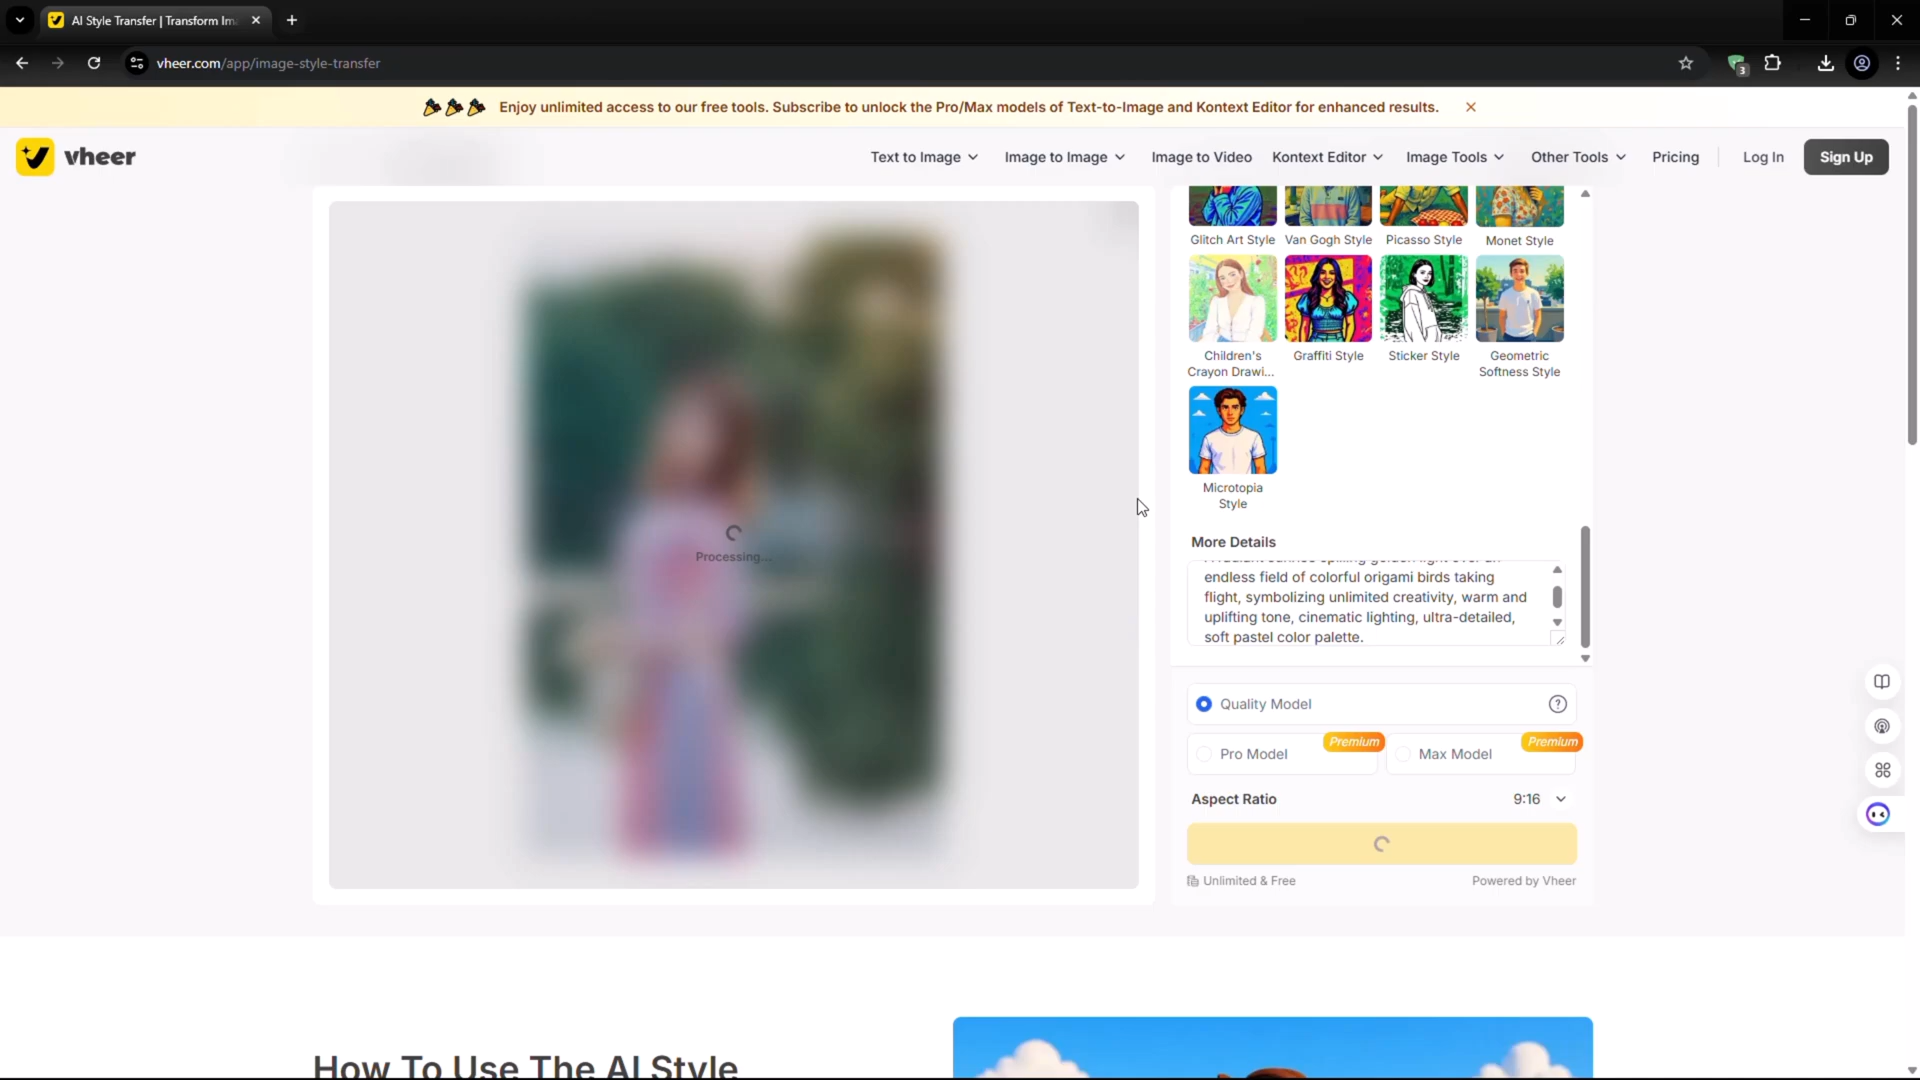 AI Style Transfer | Transform Im
vheer.com/app/image-style-transfer
3
Enjoy unlimited access to our free tools. Subscribe to unlock the Pro/Max models of Text-to-Image and Kontext Editor for enhanced results.
vheer
Text to Image
Image to Image
Image to Video
Kontext Editor
Image Tools
Other Tools
Pricing
Log In
Sign Up
Glitch Art Style
Van Gogh Style
Picasso Style
Monet Style
Children's
Crayon Drawi...
Graffiti Style
Sticker Style
Geometric
Softness Style
Microtopia
Style
Processing...
More Details
endless field of colorful origami birds taking
flight, symbolizing unlimited creativity, warm and
uplifting tone, cinematic lighting, ultra-detailed,
soft pastel color palette.
Quality Model
Pro Model
Premium
Max Model
Premium
Aspect Ratio
9:16
Unlimited & Free
Powered by Vheer
How To Use The AI Style